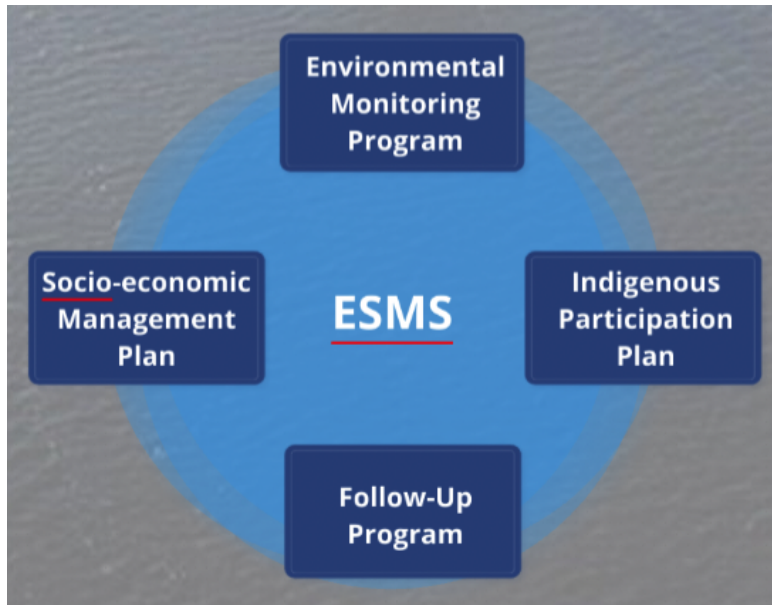 Environmental
Monitoring
Program
Socio-economic
Management
Plan
ESMS
Indigenous
Participation
Plan
Follow-Up
Program